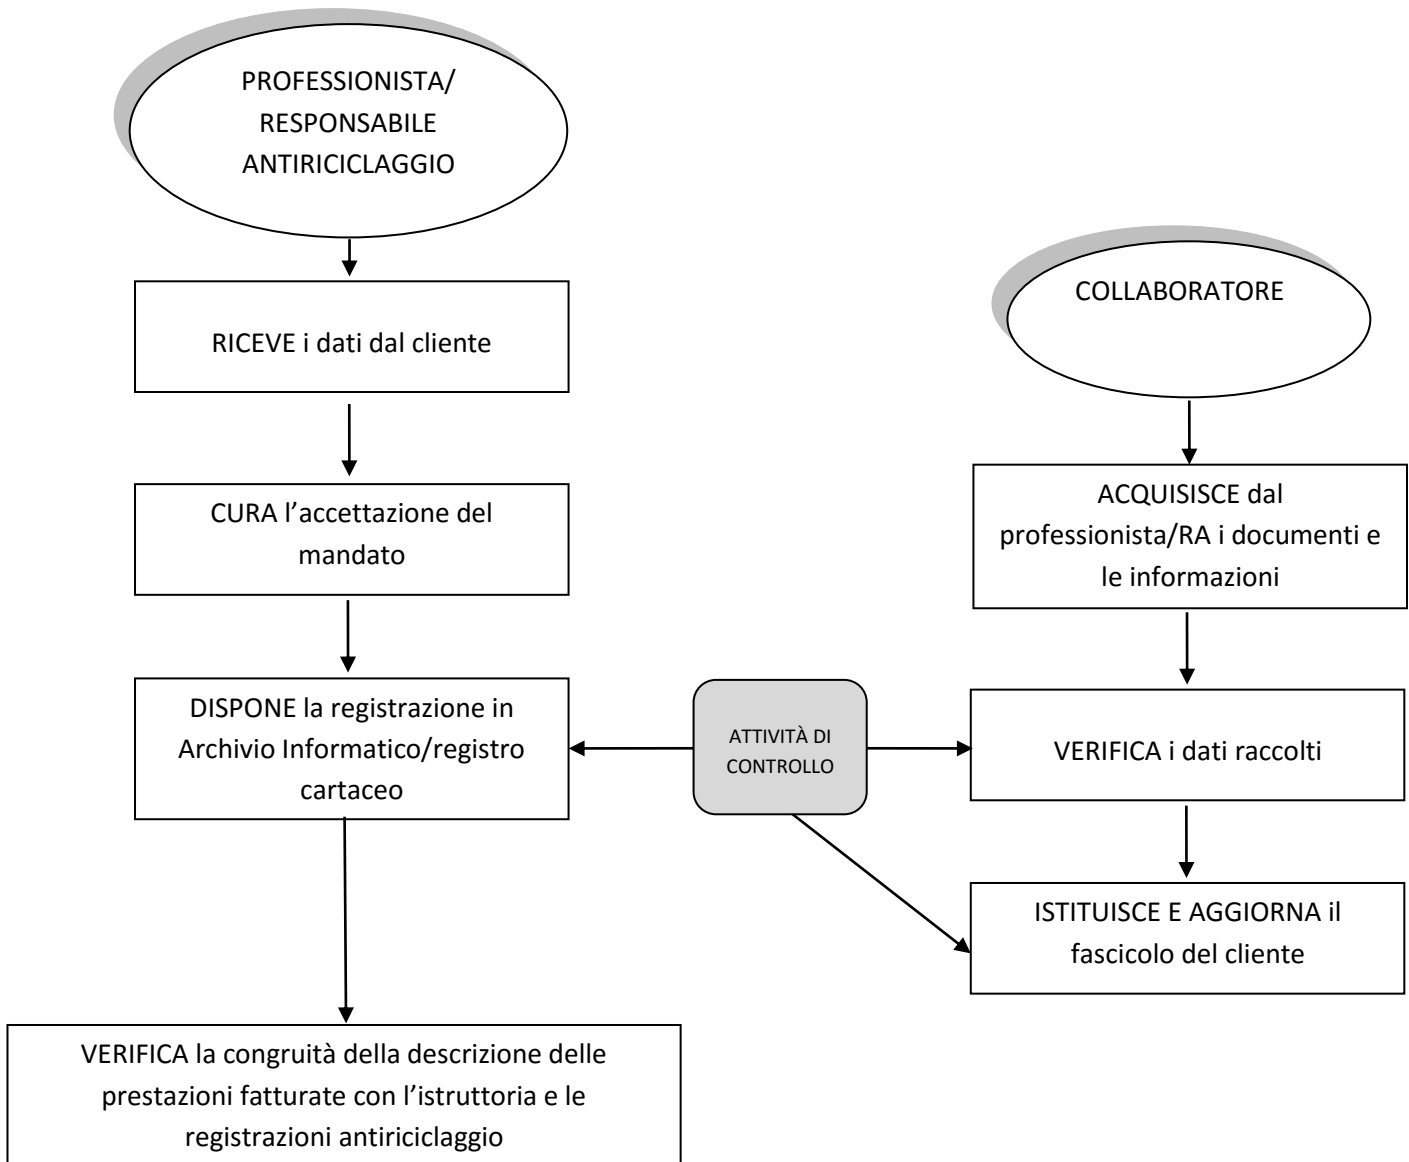 PROFESSIONISTA/
RESPONSABILE
ANTIRICICLAGGIO
RICEVE i dati dal cliente
CURA l’accettazione del
mandato
DISPONE la registrazione in
Archivio Informatico/registro
cartaceo
VERIFICA la congruità della descrizione delle
prestazioni fatturate con l’istruttoria e le
registrazioni antiriciclaggio
ATTIVITÀ DI
CONTROLLO
COLLABORATORE
ACQUISISCE dal
professionista/RA i documenti e
le informazioni
VERIFICA i dati raccolti
ISTITUISCE E AGGIORNA il
fascicolo del cliente